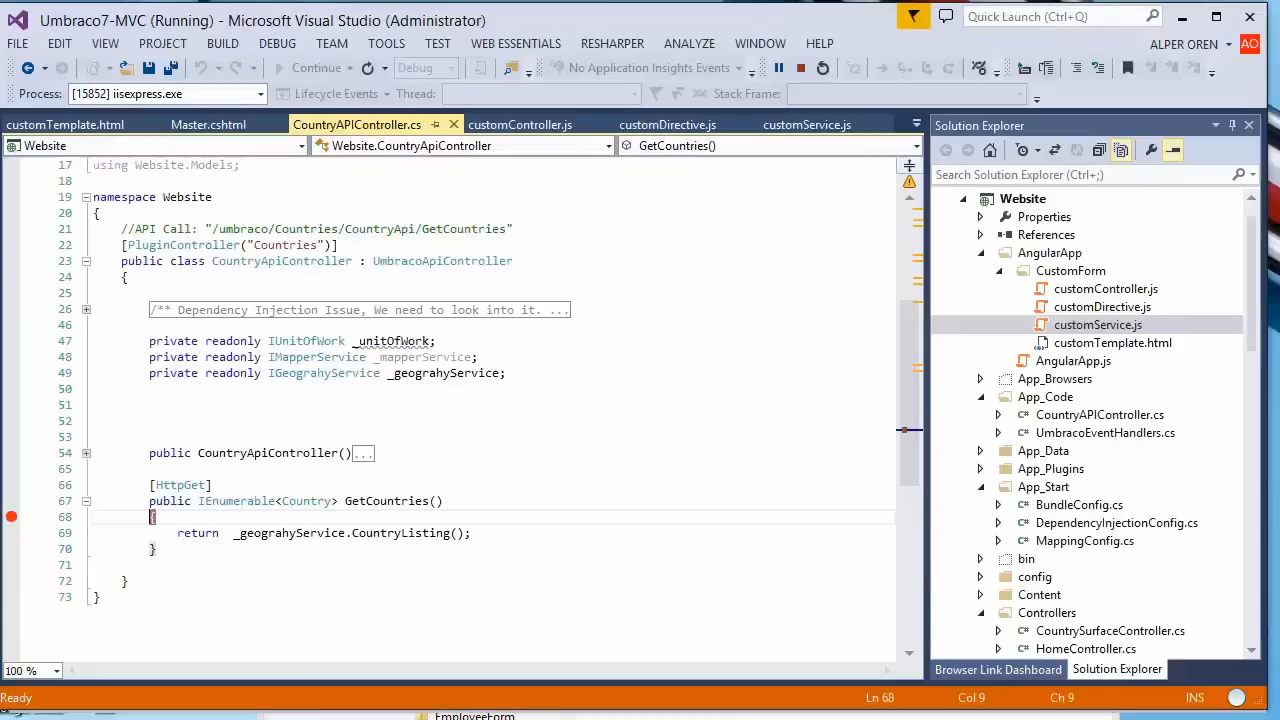 Umbraco7-MVC (Running) - Microsoft Visual Studio (Administrator)
Quick Launch (Ctrl+Q)
FILE EDIT VIEW PROJECT BUILD DEBUG TEAM TOOLS TEST WEB ESSENTIALS RESHARPER ANALYZE WINDOW HELP
ALPER OREN AO
Continue Debug No Application Insights Events
Process: [15852] iisexpress.exe Lifecycle Events Thread: Stack Frame:
customTemplate.html Master.cshtml CountryAPIController.cs customController.js customDirective.js customService.js
Website Website.CountryApiController GetCountries()
17 using Website.Models;
18
19 namespace Website
20 {
21 //API Call: "/umbraco/Countries/CountryApi/GetCountries"
22 [PluginController("Countries")]
23 public class CountryApiController : UmbracoApiController
24 {
25
26 /** Dependency Injection Issue, We need to look into it. ...
46
47 private readonly IUnitOfWork _unitOfWork;
48 private readonly IMapperService _mapperService;
49 private readonly IGeograhyService _geograhyService;
50
51
52
53
54 public CountryApiController()...
65
66 [HttpGet]
67 public IEnumerable<Country> GetCountries()
68 {
69 return _geograhyService.CountryListing();
70 }
71
72 }
73 }
100 %
Solution Explorer
Search Solution Explorer (Ctrl+;)
Website
Properties
References
AngularApp
CustomForm
customController.js
customDirective.js
customService.js
customTemplate.html
AngularApp.js
App_Browsers
App_Code
CountryAPIController.cs
UmbracoEventHandlers.cs
App_Data
App_Plugins
App_Start
BundleConfig.cs
DependencyInjectionConfig.cs
MappingConfig.cs
bin
config
Content
Controllers
CountrySurfaceController.cs
HomeController.cs
Browser Link Dashboard Solution Explorer
Ready Ln 68 Col 9 Ch 9 INS
EmployeeForm